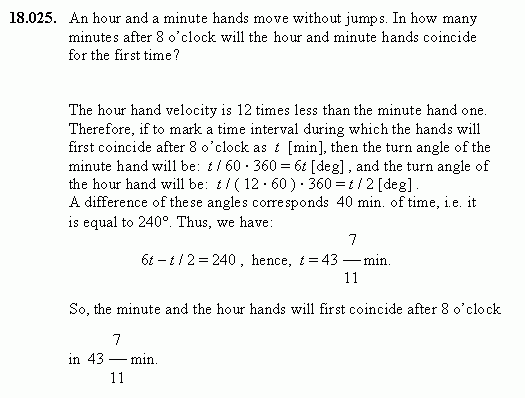 18.025. An hour and a minute hands move without jumps. In how many
minutes after 8 o'clock will the hour and minute hands coincide
for the first time?
The hour hand velocity is 12 times less than the minute hand one.
Therefore, if to mark a time interval during which the hands will
first coincide after 8 o'clock as t [min], then the turn angle of the
minute hand will be: t / 60 · 360 = 6t [deg] , and the turn angle of
the hour hand will be: t / ( 12 · 60 ) · 360 = t / 2 [deg] .
A difference of these angles corresponds 40 min. of time, i.e. it
is equal to 240°. Thus, we have:
7
6t – t / 2 = 240 , hence, t = 43 — min.
11
So, the minute and the hour hands will first coincide after 8 o'clock
7
in 43 — min.
11